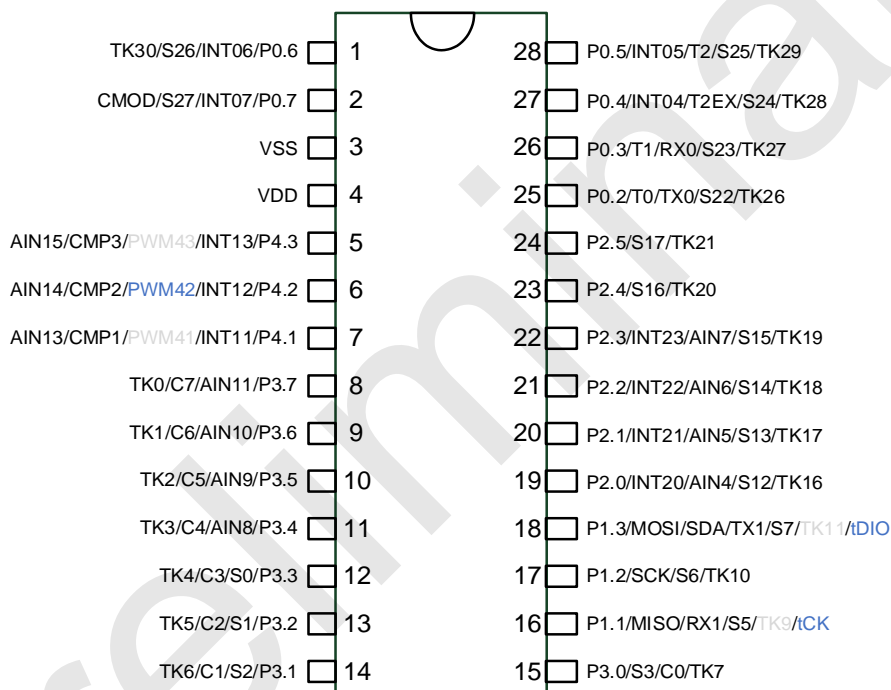 TK30/S26/INT06/P0.6 1 28 P0.5/INT05/T2/S25/TK29
CMOD/S27/INT07/P0.7 2 27 P0.4/INT04/T2EX/S24/TK28
VSS 3 26 P0.3/T1/RX0/S23/TK27
VDD 4 25 P0.2/T0/TX0/S22/TK26
AIN15/CMP3/PWM43/INT13/P4.3 5 24 P2.5/S17/TK21
AIN14/CMP2/PWM42/INT12/P4.2 6 23 P2.4/S16/TK20
AIN13/CMP1/PWM41/INT11/P4.1 7 22 P2.3/INT23/AIN7/S15/TK19
TK0/C7/AIN11/P3.7 8 21 P2.2/INT22/AIN6/S14/TK18
TK1/C6/AIN10/P3.6 9 20 P2.1/INT21/AIN5/S13/TK17
TK2/C5/AIN9/P3.5 10 19 P2.0/INT20/AIN4/S12/TK16
TK3/C4/AIN8/P3.4 11 18 P1.3/MOSI/SDA/TX1/S7/TK11/tDIO
TK4/C3/S0/P3.3 12 17 P1.2/SCK/S6/TK10
TK5/C2/S1/P3.2 13 16 P1.1/MISO/RX1/S5/TK9/tCK
TK6/C1/S2/P3.1 14 15 P3.0/S3/C0/TK7